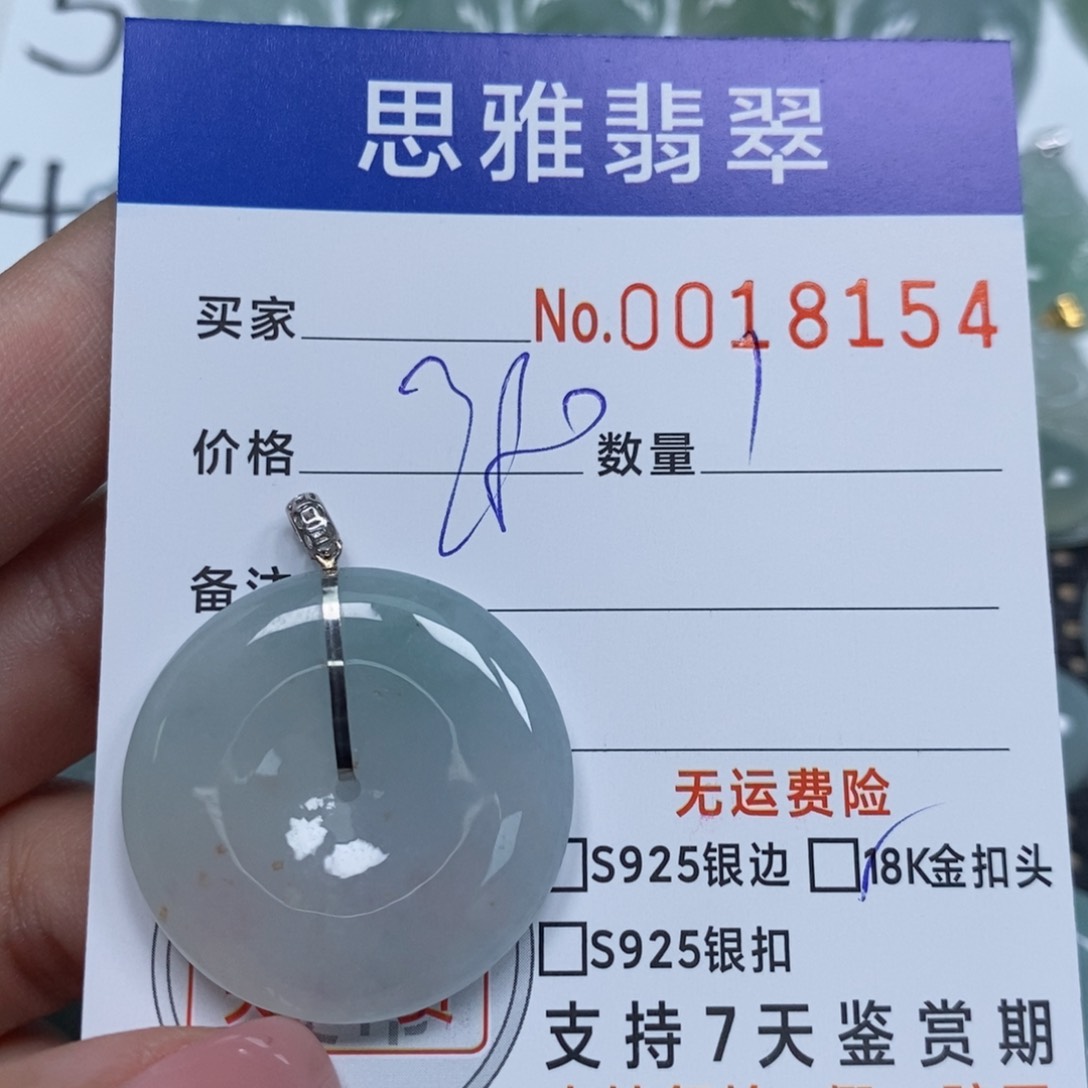 5
4
思雅翡翠
买家 No.0018154
价格 数量 1
备注
无运费险
S925银边 18K金扣头
S925银扣
支持7天鉴赏期